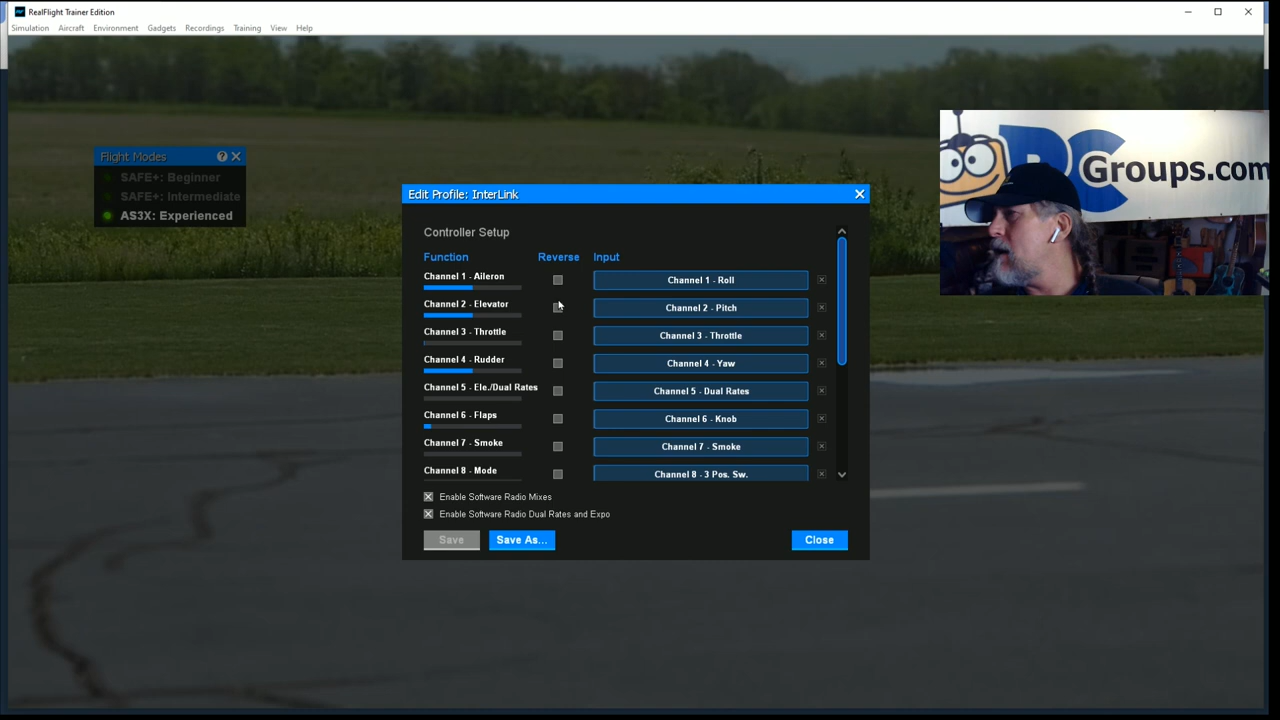 RealFlight Trainer Edition
Simulation Aircraft Environment Gadgets Recordings Training View Help
Flight Modes
SAFE+: Beginner
SAFE+: Intermediate
AS3X: Experienced
RC
Groups.com
Edit Profile: InterLink
Controller Setup
Function Reverse Input
Channel 1 - Aileron Channel 1 - Roll
Channel 2 - Elevator Channel 2 - Pitch
Channel 3 - Throttle Channel 3 - Throttle
Channel 4 - Rudder Channel 4 - Yaw
Channel 5 - Ele./Dual Rates Channel 5 - Dual Rates
Channel 6 - Flaps Channel 6 - Knob
Channel 7 - Smoke Channel 7 - Smoke
Channel 8 - Mode Channel 8 - 3 Pos. Sw.
Enable Software Radio Mixes
Enable Software Radio Dual Rates and Expo
Save Save As... Close